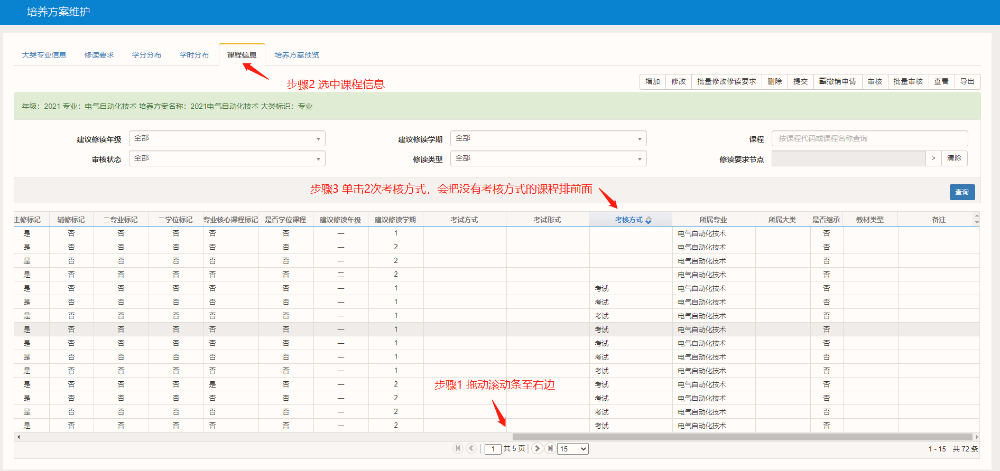 培养方案维护
大类专业信息 修读要求 学分分布 学时分布 课程信息 培养方案预览
步骤2 选中课程信息
增加 修改 批量修改修读要求 删除 提交 撤销申请 审核 批量审核 查看 导出
年级：2021 专业：电气自动化技术 培养方案名称：2021电气自动化技术 大类标识：专业
建议修读年级 全部 建议修读学期 全部 课程 按课程代码或课程名称查询
审核状态 全部 修读类型 全部 修读要求节点 > 清除
步骤3 单击2次考核方式，会把没有考核方式的课程排前面
查询
主修标记 辅修标记 二专业标记 二学位标记 专业核心课程标记 是否学位课程 建议修读年级 建议修读学期 考试方式 考试形式 考核方式 所属专业 所属大类 是否继承 教材类型 备注
是 否 否 否 否 否 一 1 电气自动化技术 否
是 否 否 否 否 否 一 2 电气自动化技术 否
是 否 否 否 否 否 一 2 电气自动化技术 否
是 否 否 否 否 否 二 2 电气自动化技术 否
是 否 否 否 否 否 一 1 考试 电气自动化技术 否
是 否 否 否 否 否 一 1 考试 电气自动化技术 否
是 否 否 否 否 否 一 1 考试 电气自动化技术 否
是 否 否 否 否 否 一 1 考试 电气自动化技术 否
是 否 否 否 否 否 一 1 考试 电气自动化技术 否
是 否 否 否 否 否 一 1 考试 电气自动化技术 否
是 否 否 否 否 否 一 1 考试 电气自动化技术 否
是 否 否 否 是 否 一 2 考试 电气自动化技术 否
步骤1 拖动滚动条至右边
是 否 否 否 否 否 一 2 考试 电气自动化技术 否
是 否 否 否 否 否 一 2 考试 电气自动化技术 否
是 否 否 否 否 否 一 2 考试 电气自动化技术 否
1 共 5 页 15 1 - 15 共 72 条